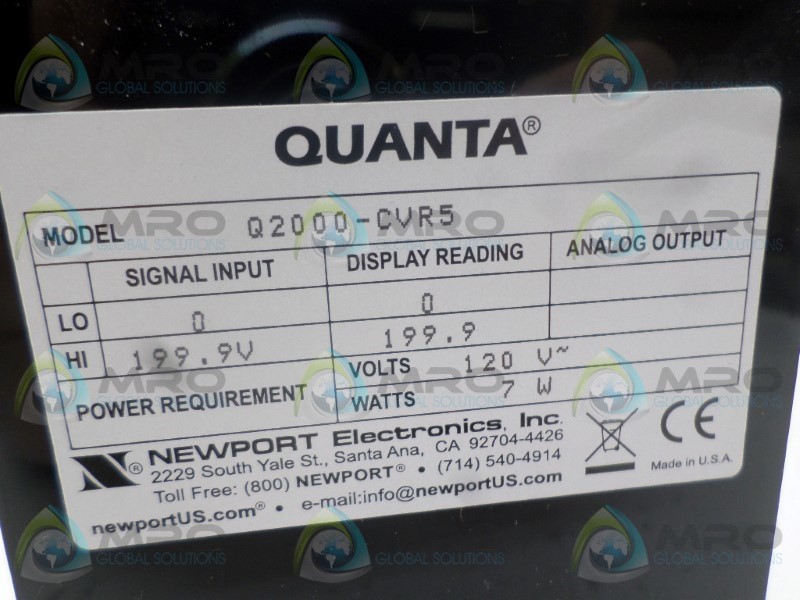 QUANTA®
MODEL Q2000-CVR5
SIGNAL INPUT DISPLAY READING ANALOG OUTPUT
LO 0 0
HI 199.9V 199.9
POWER REQUIREMENT VOLTS 120 V~
WATTS 7 W
N® NEWPORT Electronics, Inc.
2229 South Yale St., Santa Ana, CA 92704-4426
Toll Free: (800) NEWPORT® • (714) 540-4914
newportUS.com® • e-mail:info@newportUS.com
CE
Made in U.S.A.
MRO
GLOBAL SOLUTIONS